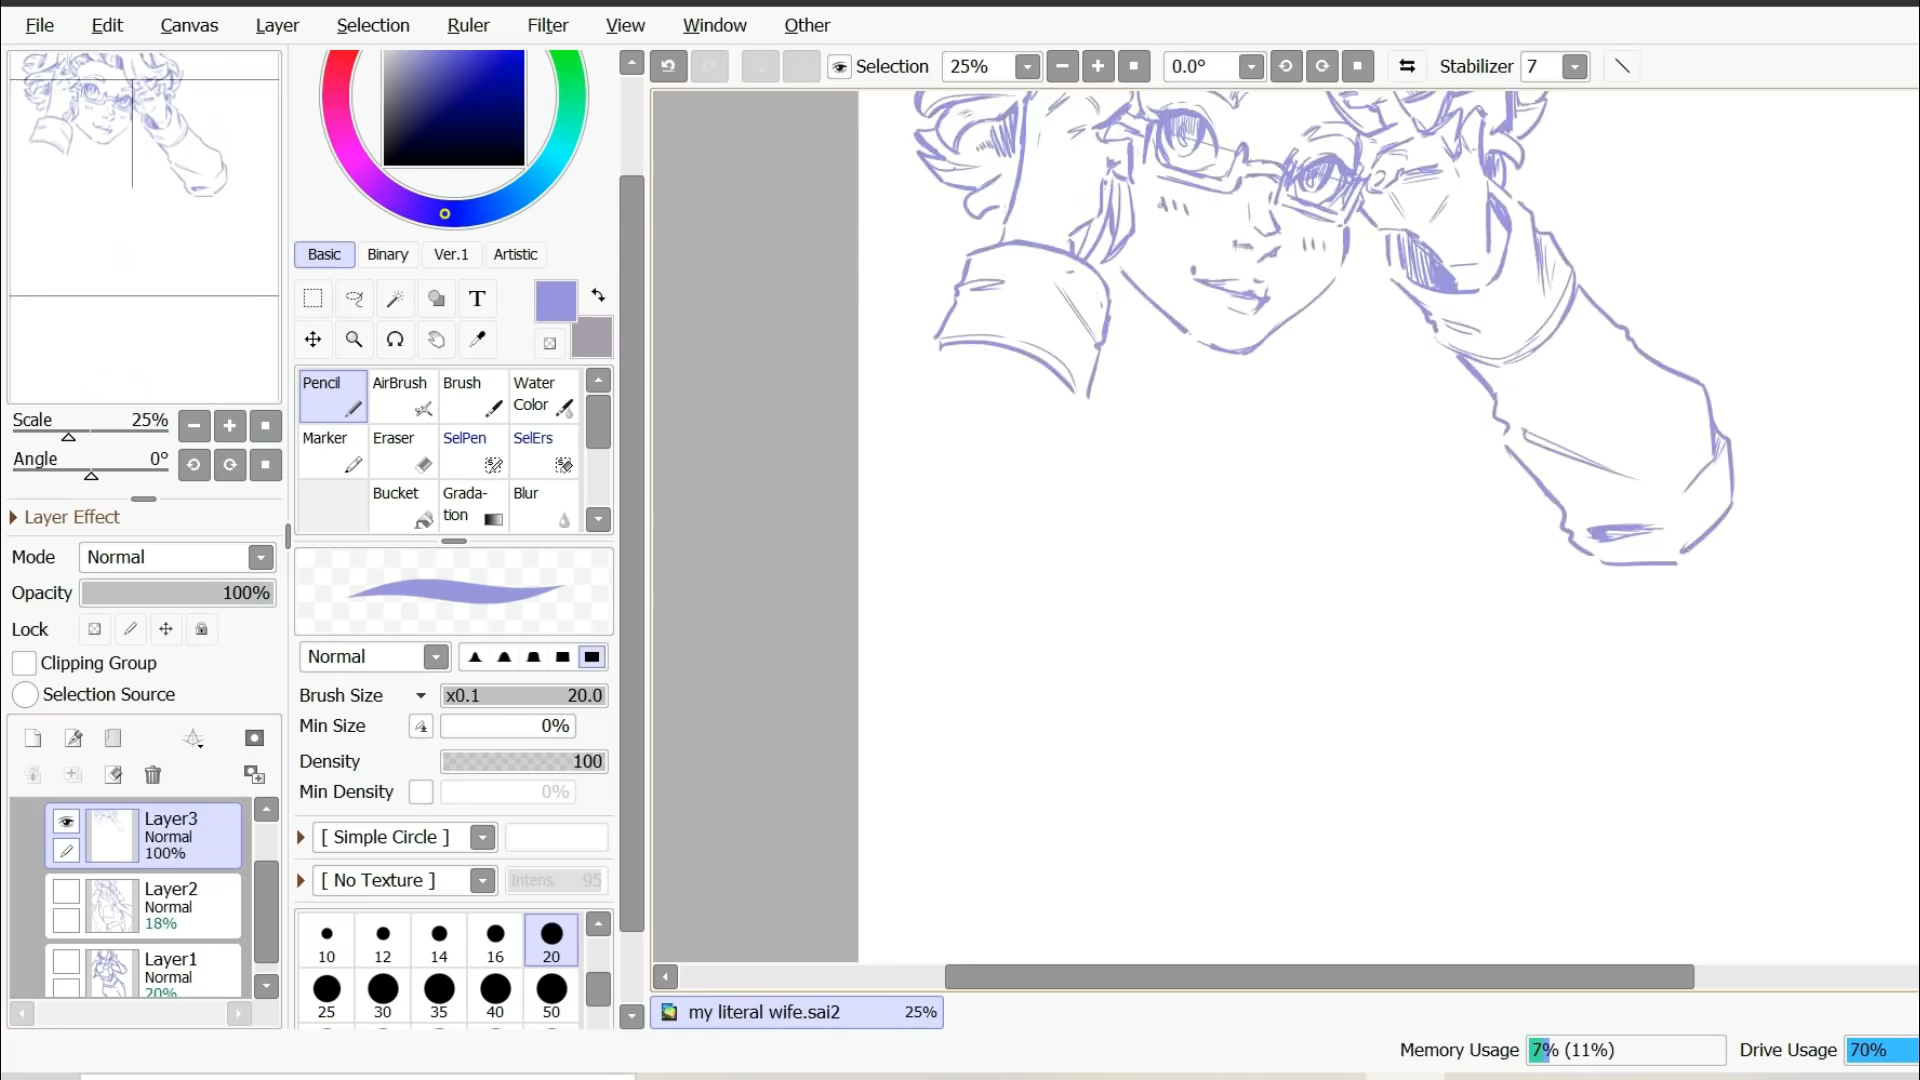 File Edit Canvas Layer Selection Ruler Filter View Window Other
Selection 25% 0.0° Stabilizer 7
Basic Binary Ver.1 Artistic
T
Pencil AirBrush Brush Water Color
Marker Eraser SelPen SelErs
Bucket Grada-tion Blur
Scale 25%
Angle 0°
Layer Effect
Mode Normal
Opacity 100%
Lock
Clipping Group
Selection Source
Normal
Brush Size x0.1 20.0
Min Size 0%
Density 100
Min Density 0%
[ Simple Circle ]
[ No Texture ] Intens. 95
10 12 14 16 20
25 30 35 40 50
Layer3
Normal
100%
Layer2
Normal
18%
Layer1
Normal
20%
my literal wife.sai2 25%
Memory Usage 7% (11%) Drive Usage 70%